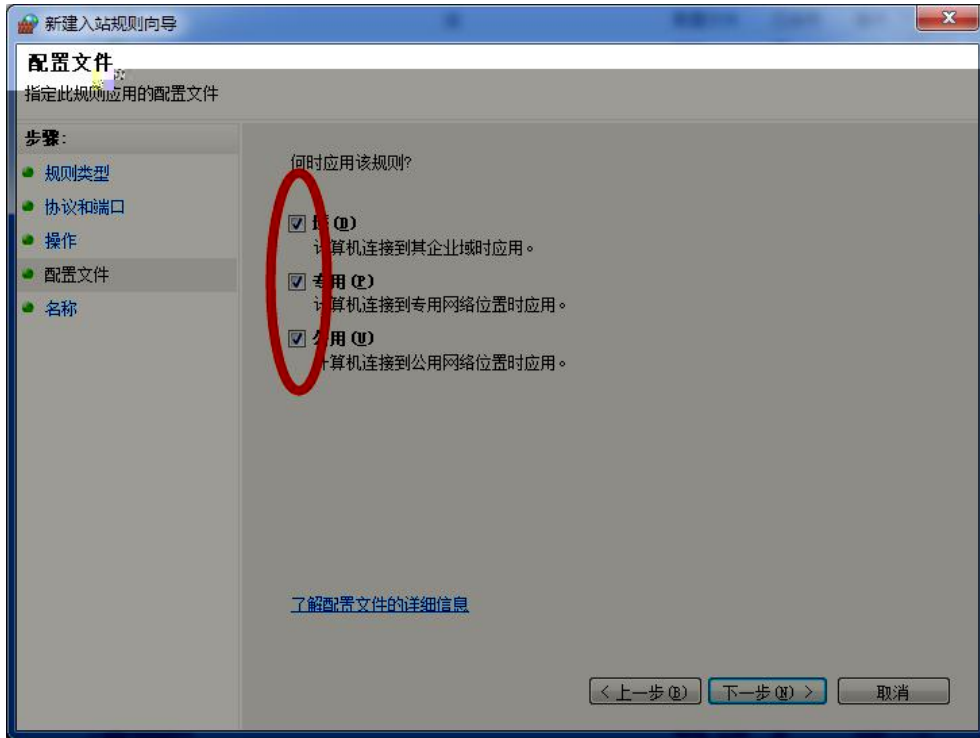 新建入站规则向导
配置文件
指定此规则应用的配置文件
步骤:
规则类型
协议和端口
操作
配置文件
名称
何时应用该规则?
域(D)
计算机连接到其企业域时应用。
专用(P)
计算机连接到专用网络位置时应用。
公用(U)
计算机连接到公用网络位置时应用。
了解配置文件的详细信息
<上一步(B)
下一步(N) >
取消